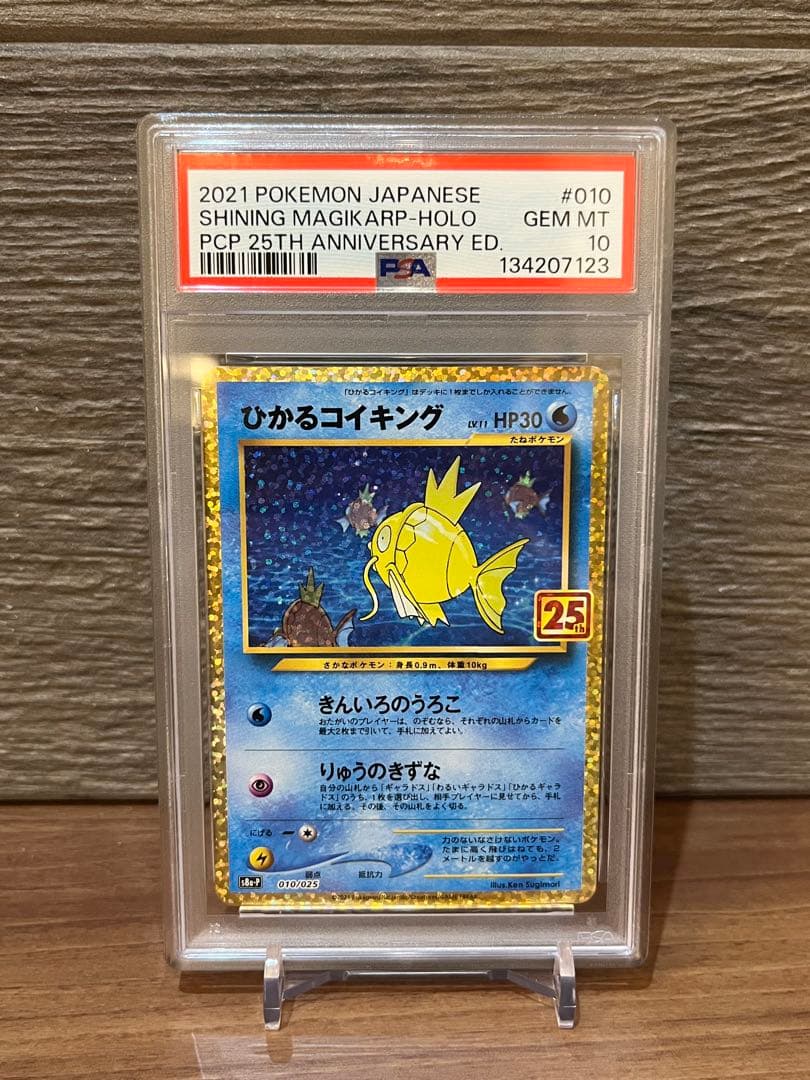 2021 POKEMON JAPANESE #010
SHINING MAGIKARP-HOLO GEM MT
PCP 25TH ANNIVERSARY ED. 10
PSA 134207123
「ひかるコイキング」はデッキに1枚までしか入れることができません。
ひかるコイキング LV.11 HP30
たねポケモン
25th
さかなポケモン：身長0.9m、体重10kg
きんいろのうろこ
おたがいのプレイヤーは、のぞむなら、それぞれの山札からカードを
最大2枚まで引いて、手札に加えてよい。
りゅうのきずな
自分の山札から「ギャラドス」「わるいギャラドス」「ひかるギャラ
ドス」のうち、1枚を選び出し、相手プレイヤーに見せてから、手札
に加える。その後、その山札をよく切る。
にげる
力のないなさけないポケモン。
たまに高く飛びはねても、2
メートルを越すのがやっとだ。
弱点 抵抗力
s8a-P 010/025
Illus.Ken Sugimori
©2021 Pokémon/Nintendo/Creatures/GAME FREAK.
PSA